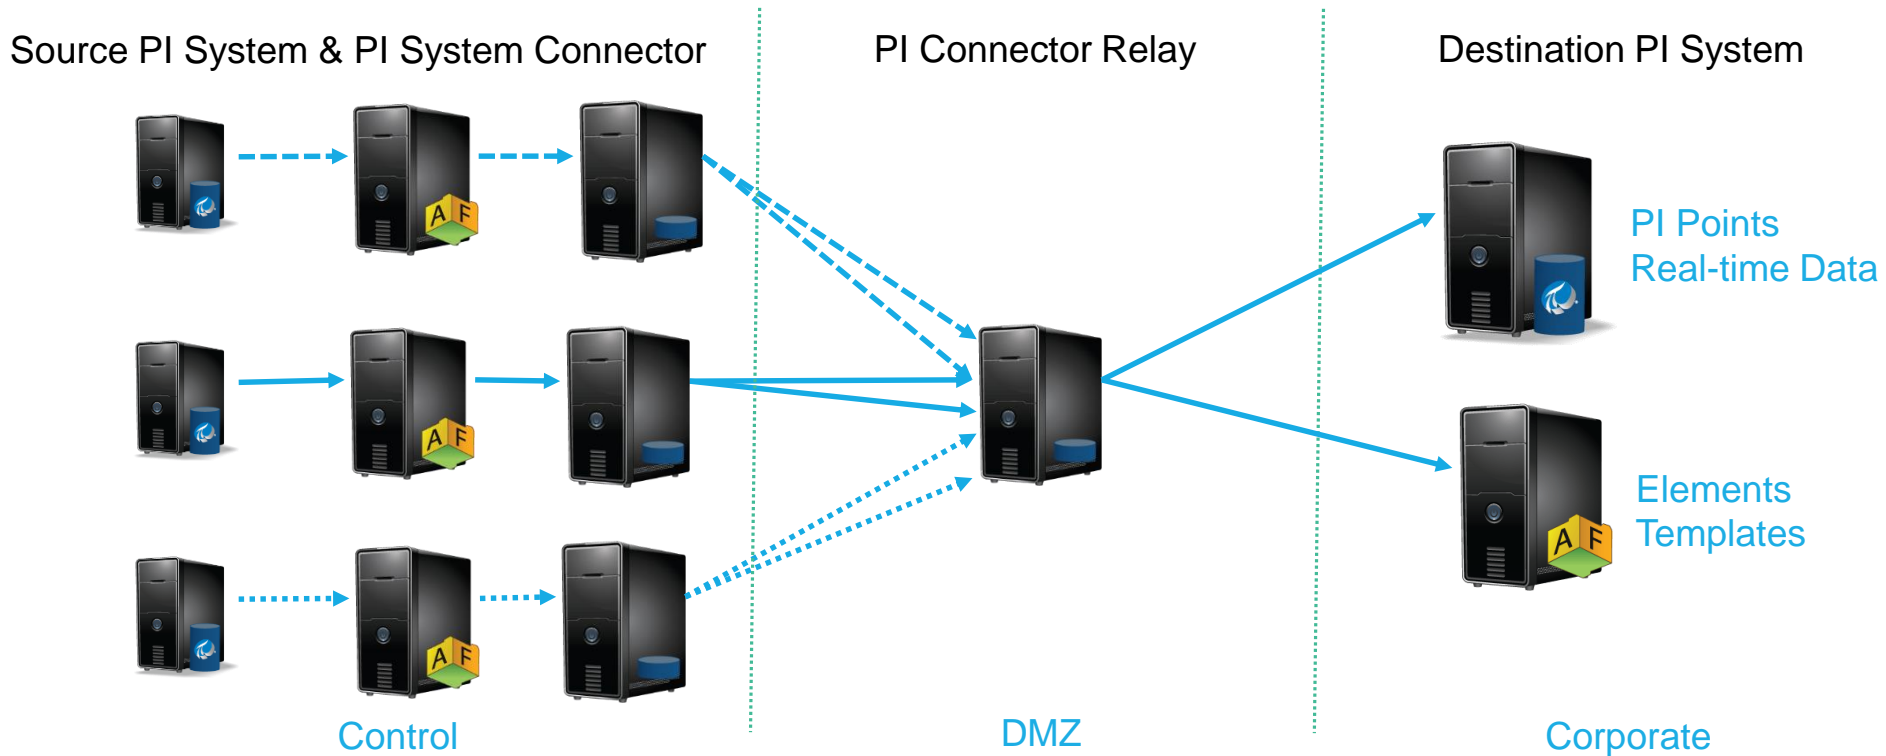 Source PI System & PI System Connector
PI Connector Relay
Destination PI System
A F
A F
A F
PI Points
Real-time Data
A F
Elements
Templates
Control
DMZ
Corporate